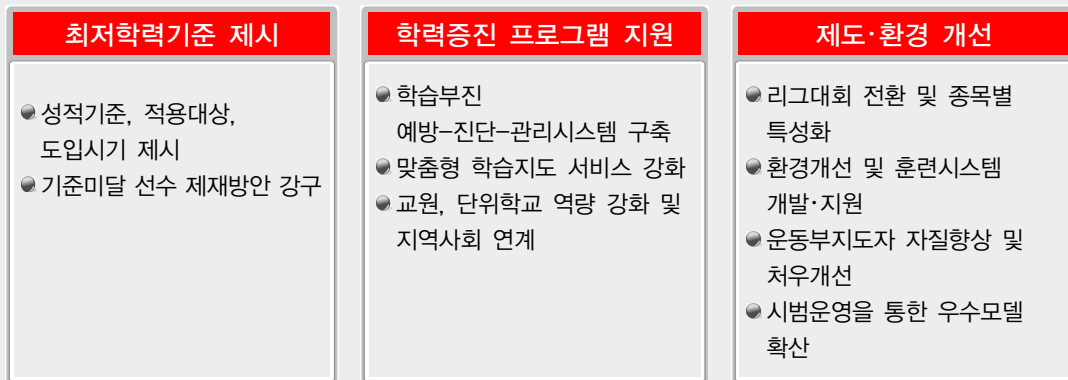 최저학력기준 제시
성적기준, 적용대상,
도입시기 제시
기준미달 선수 제재방안 강구
학력증진 프로그램 지원
학습부진
예방-진단-관리시스템 구축
맞춤형 학습지도 서비스 강화
교원, 단위학교 역량 강화 및
지역사회 연계
제도·환경 개선
리그대회 전환 및 종목별
특성화
환경개선 및 훈련시스템
개발·지원
운동부지도자 자질향상 및
처우개선
시범운영을 통한 우수모델
확산